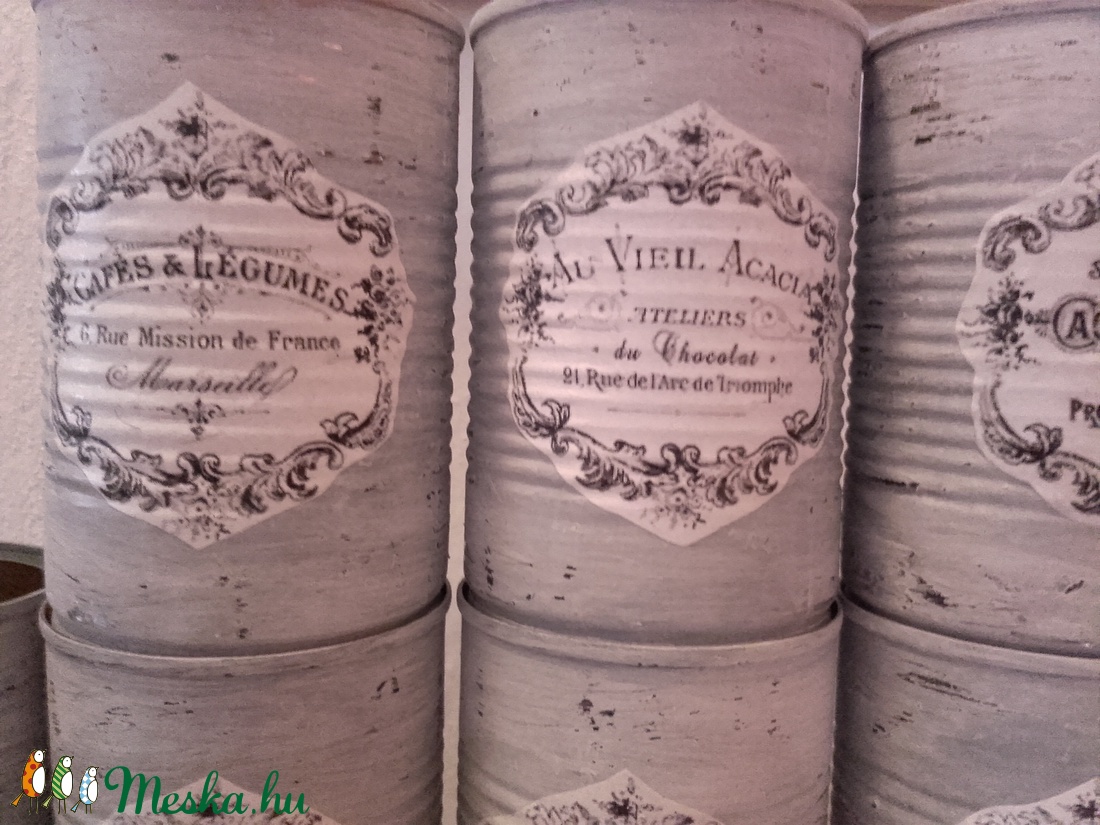 CAFÉS & LÉGUMES
6 Rue Mission de France
Marseille
AU VIEIL ACACIA
ATELIERS
du Chocolat
21, Rue de l'Arc de Triomphe
Meska.hu